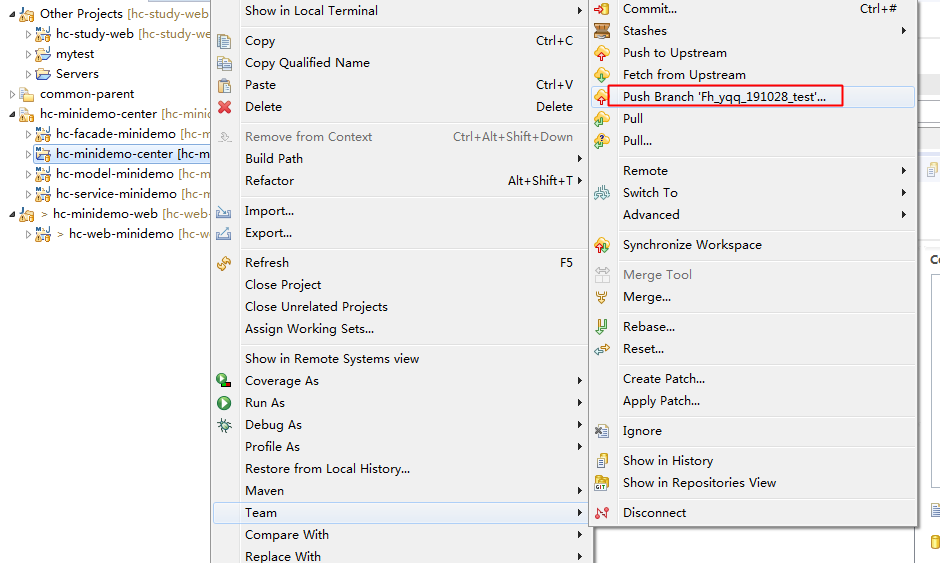 Other Projects [hc-study-web
hc-study-web [hc-study-w
mytest
Servers
common-parent
hc-minidemo-center [hc-minid
hc-facade-minidemo [hc-m
hc-minidemo-center [hc-m
hc-model-minidemo [hc-m
hc-service-minidemo [hc-m
> hc-minidemo-web [hc-min
> hc-web-minidemo [hc-w
Show in Local Terminal
Copy Ctrl+C
Copy Qualified Name
Paste Ctrl+V
Delete Delete
Remove from Context Ctrl+Alt+Shift+Down
Build Path
Refactor Alt+Shift+T
Import...
Export...
Refresh F5
Close Project
Close Unrelated Projects
Assign Working Sets...
Show in Remote Systems view
Coverage As
Run As
Debug As
Profile As
Restore from Local History...
Maven
Team
Compare With
Replace With
Commit... Ctrl+#
Stashes
Push to Upstream
Fetch from Upstream
Push Branch 'Fh_yqq_191028_test'...
Pull
Pull...
Remote
Switch To
Advanced
Synchronize Workspace
Merge Tool
Merge...
Rebase...
Reset...
Create Patch...
Apply Patch...
Ignore
Show in History
Show in Repositories View
Disconnect